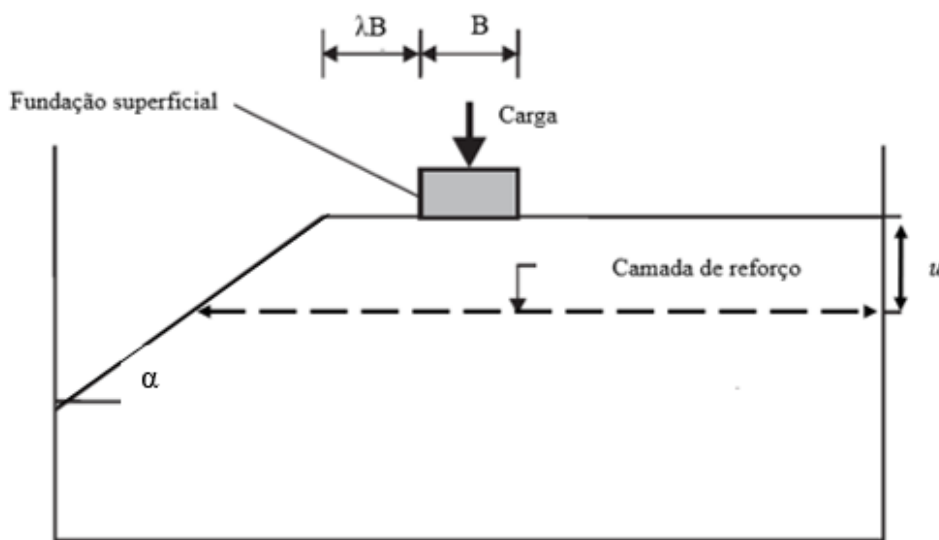 λB
B
Fundação superficial
Carga
Camada de reforço
u
α